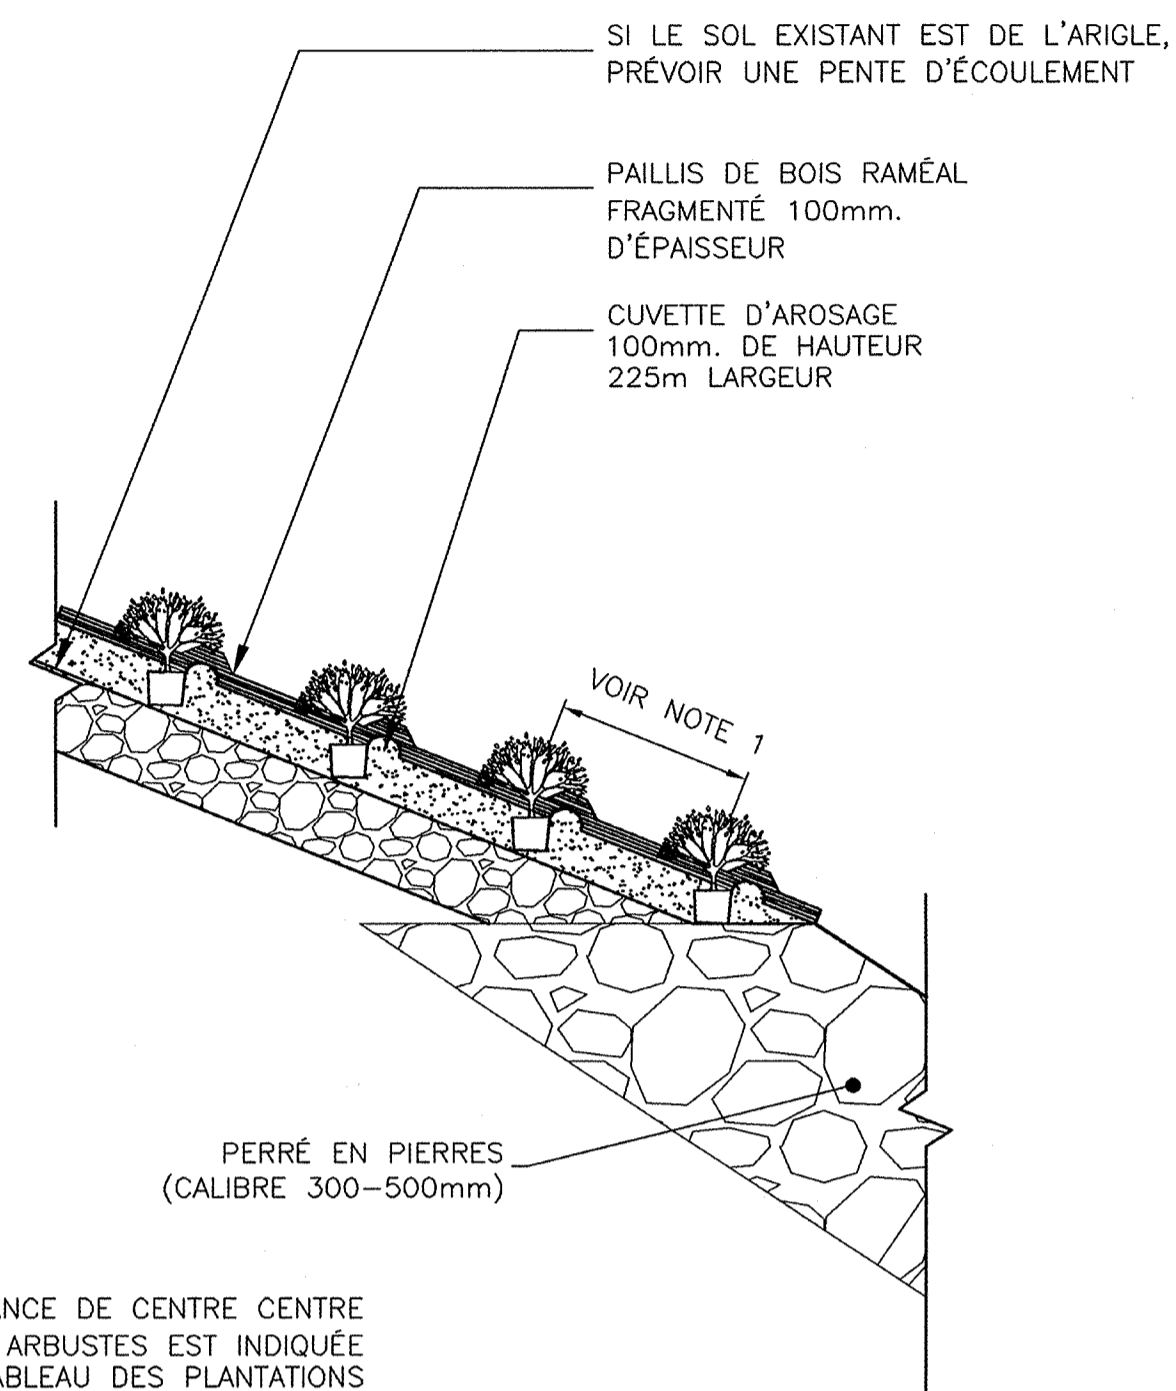 SI LE SOL EXISTANT EST DE L'ARIGLE,
PRÉVOIR UNE PENTE D'ÉCOULEMENT
PAILLIS DE BOIS RAMÉAL
FRAGMENTÉ 100mm.
D'ÉPAISSEUR
CUVETTE D'AROSAGE
100mm. DE HAUTEUR
225m LARGEUR
VOIR NOTE 1
PERRÉ EN PIERRES
(CALIBRE 300-500mm)
ANCE DE CENTRE CENTRE
ARBUSTES EST INDIQUÉE
ABLEAU DES PLANTATIONS